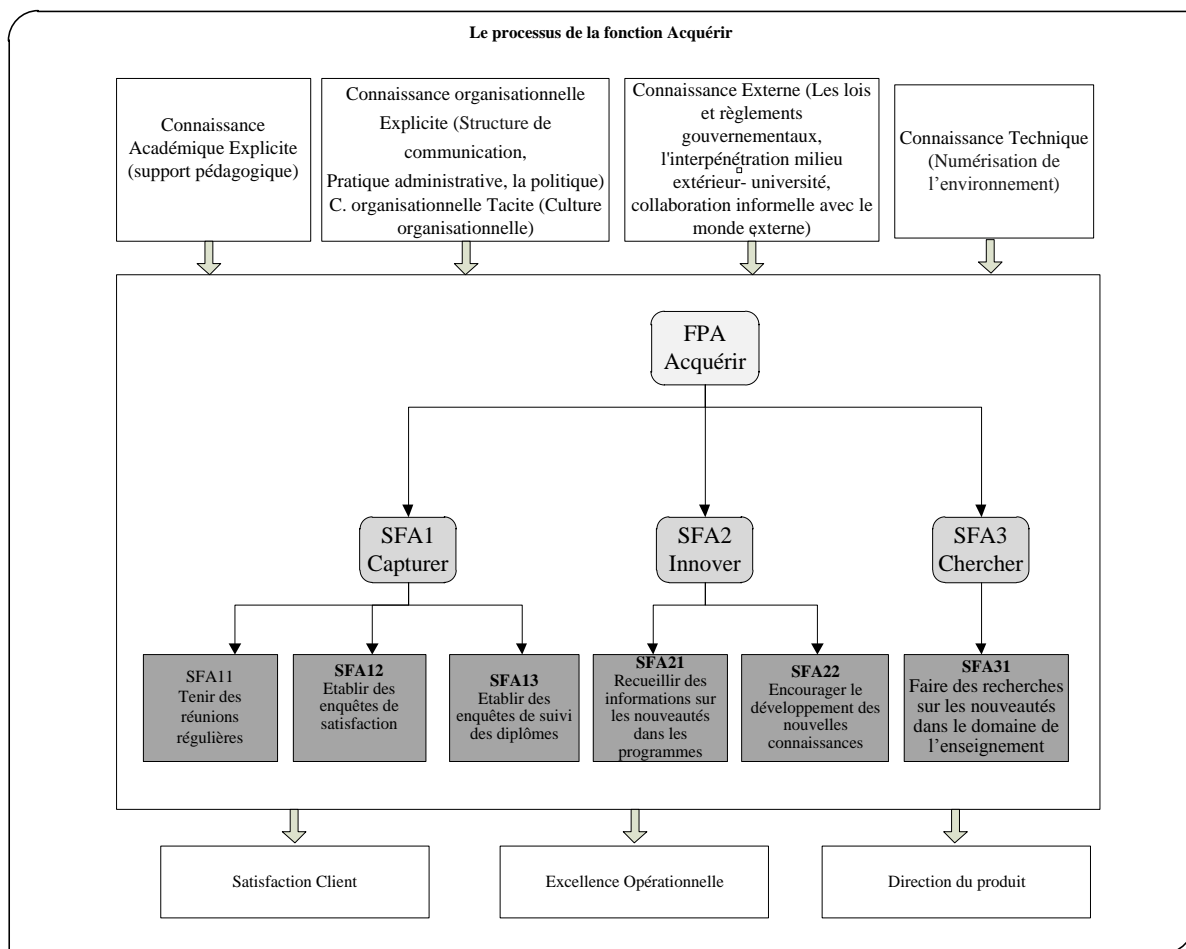 Le processus de la fonction Acquérir
Connaissance
Académique Explicite
(support pédagogique)
Connaissance organisationnelle
Explicite (Structure de
communication,
Pratique administrative, la politique)
C. organisationnelle Tacite (Culture
organisationnelle)
Connaissance Externe (Les lois
et règles
gouvernementaux,
l'interpénétration milieu
extérieur- université,
collaboration informelle avec le
monde externe)
Connaissance Technique
(Numérisation de
l’environnement)
FPA
Acquérir
SFA1
Capturer
SFA2
Innover
SFA3
Chercher
SFA11
Tenir des
réunions
régulières
SFA12
Etablir des
enquêtes de
satisfaction
SFA13
Etablir des
enquêtes de suivi
des diplômes
SFA21
Recueillir des
informations sur
les nouveautés
dans les
programmes
SFA22
Encourager le
développement des
nouvelles
connaissances
SFA31
Faire des recherches
sur les nouveautés
dans le domaine de
l’enseignement
Satisfaction Client
Excellence Opérationnelle
Direction du produit